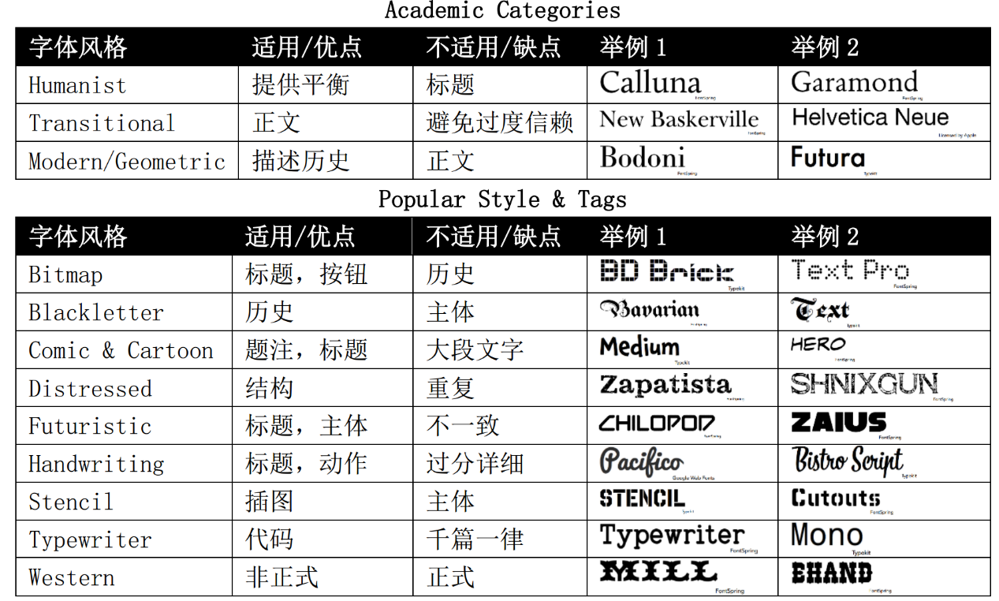 Academic Categories
字体风格 适用/优点 不适用/缺点 举例 1 举例 2
Humanist 提供平衡 标题 Calluna FontSpring Garamond FontSpring
Transitional 正文 避免过度信赖 New Baskerville FontSpring Helvetica Neue Licensed by Apple
Modern/Geometric 描述历史 正文 Bodoni FontSpring Futura Typekit
Popular Style & Tags
字体风格 适用/优点 不适用/缺点 举例 1 举例 2
Bitmap 标题，按钮 历史 BD Brick Typekit Text Pro FontSpring
Blackletter 历史 主体 Bavarian FontSpring Text Typekit
Comic & Cartoon 题注，标题 大段文字 Medium Typekit HERO FontSpring
Distressed 结构 重复 Zapatista FontSpring SHNIXGUN FontSpring
Futuristic 标题，主体 不一致 CHILOPOD FontSpring ZAIUS FontSpring
Handwriting 标题，动作 过分详细 Pacifico Google Web Fonts Bistro Script Typekit
Stencil 插图 主体 STENCIL Typekit Cutouts FontSpring
Typewriter 代码 千篇一律 Typewriter FontSpring Mono Typekit
Western 非正式 正式 MILL FontSpring EHAND FontSpring